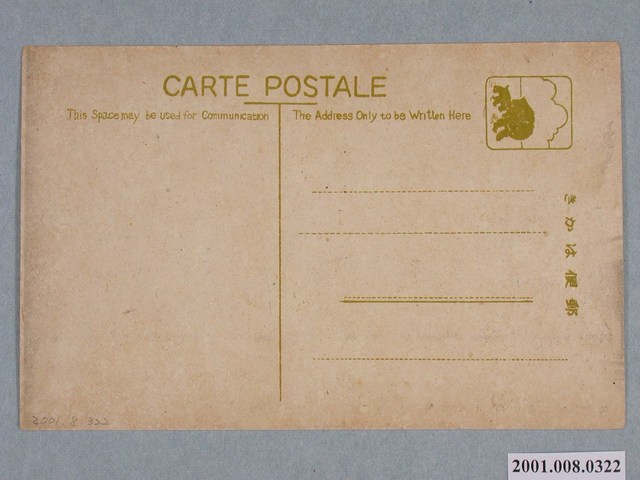 CARTE POSTALE
This Space may be used for Communication
The Address Only to be Written Here
きかは便郵
2001.8.322
2001.008.0322